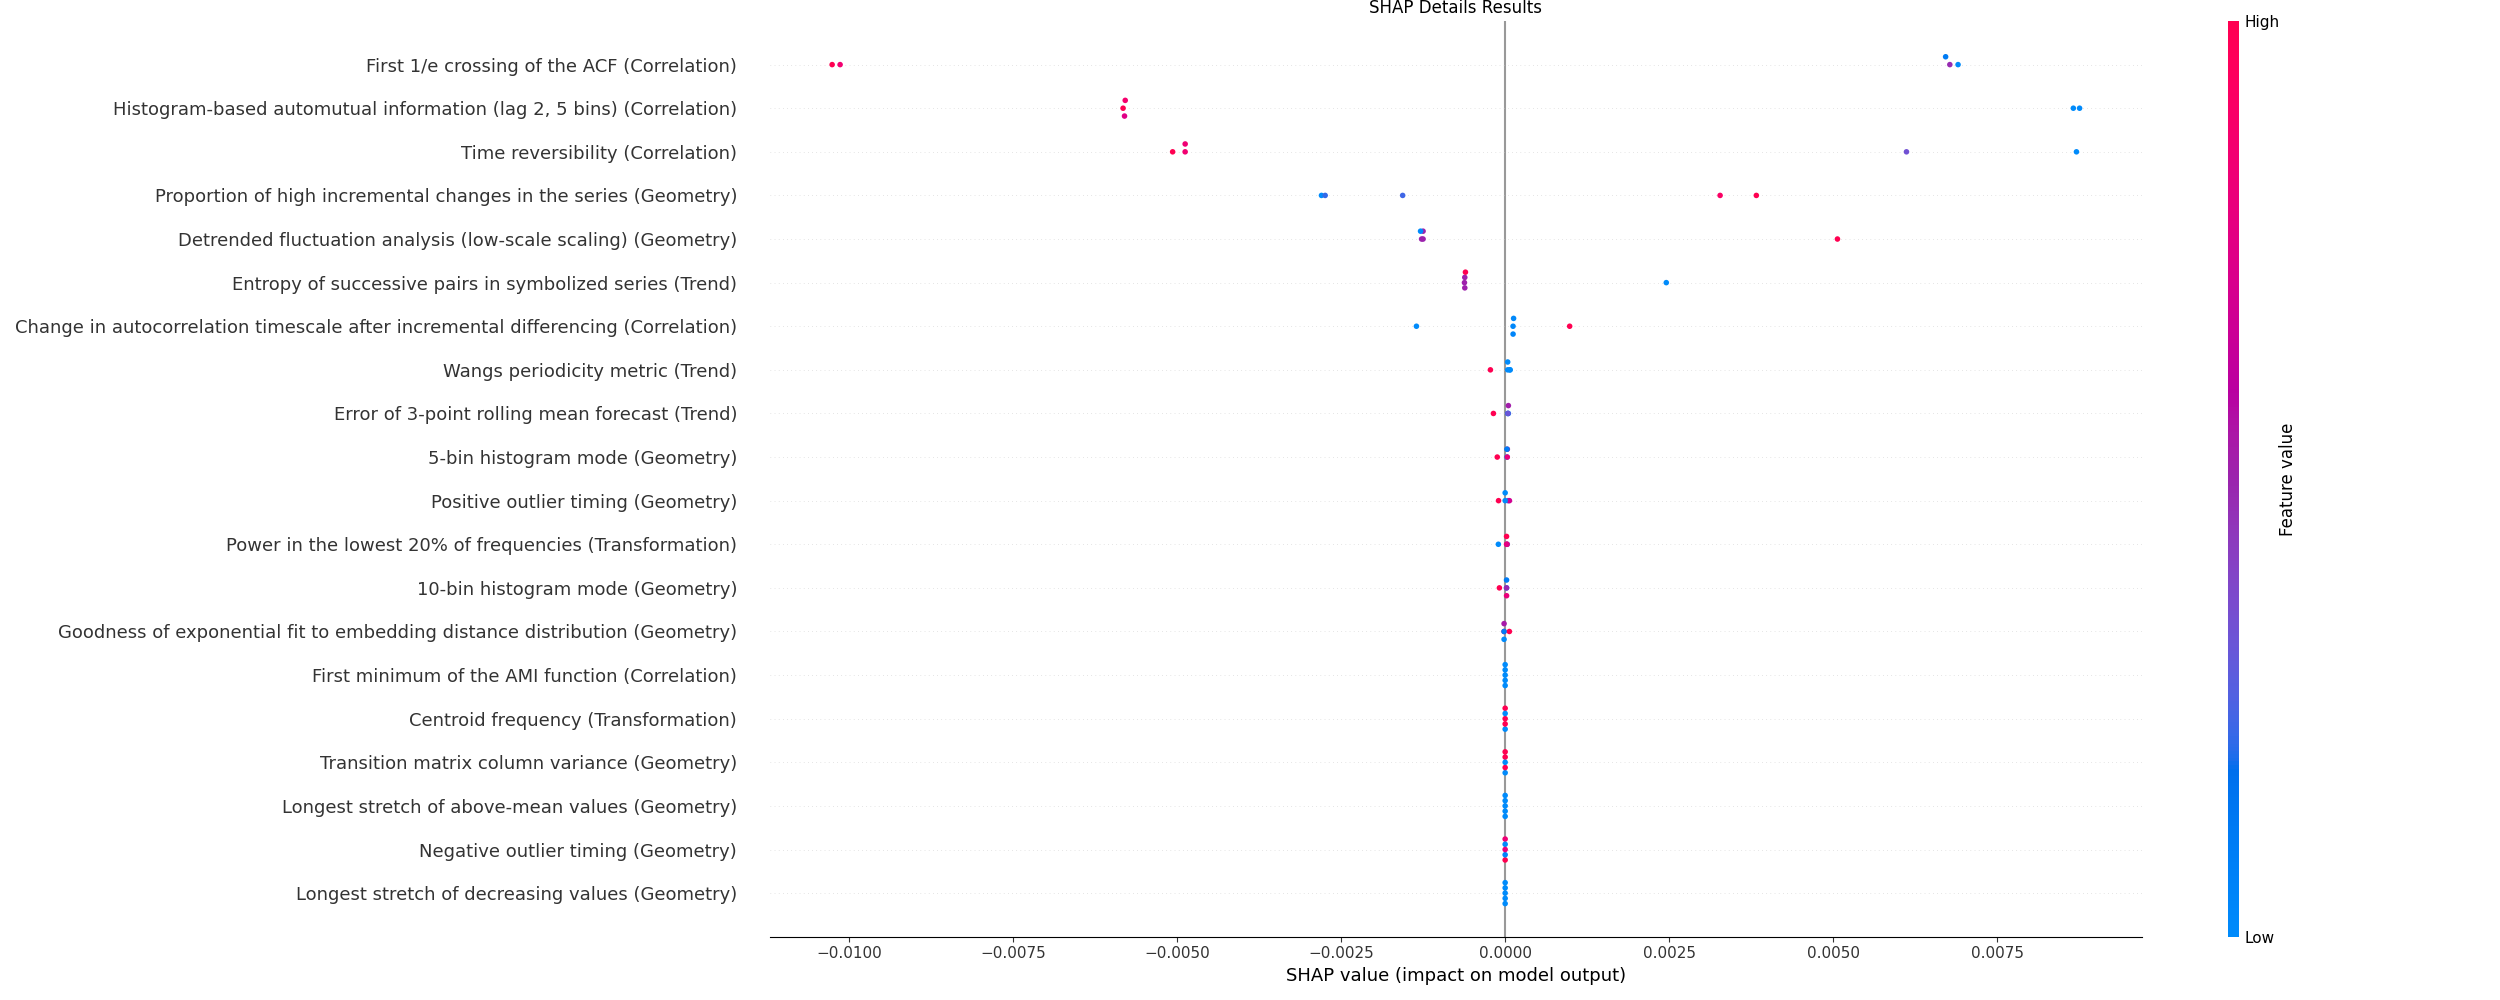 SHAP Details Results
High
First 1/e crossing of the ACF (Correlation)
Histogram-based automutual information (lag 2, 5 bins) (Correlation)
Time reversibility (Correlation)
Proportion of high incremental changes in the series (Geometry)
Detrended fluctuation analysis (low-scale scaling) (Geometry)
Entropy of successive pairs in symbolized series (Trend)
Change in autocorrelation timescale after incremental differencing (Correlation)
Wangs periodicity metric (Trend)
Error of 3-point rolling mean forecast (Trend)
5-bin histogram mode (Geometry)
Positive outlier timing (Geometry)
Power in the lowest 20% of frequencies (Transformation)
10-bin histogram mode (Geometry)
Goodness of exponential fit to embedding distance distribution (Geometry)
First minimum of the AMI function (Correlation)
Centroid frequency (Transformation)
Transition matrix column variance (Geometry)
Longest stretch of above-mean values (Geometry)
Negative outlier timing (Geometry)
Longest stretch of decreasing values (Geometry)
Feature value
Low
−0.0100 −0.0075 −0.0050 −0.0025 0.0000 0.0025 0.0050 0.0075
SHAP value (impact on model output)